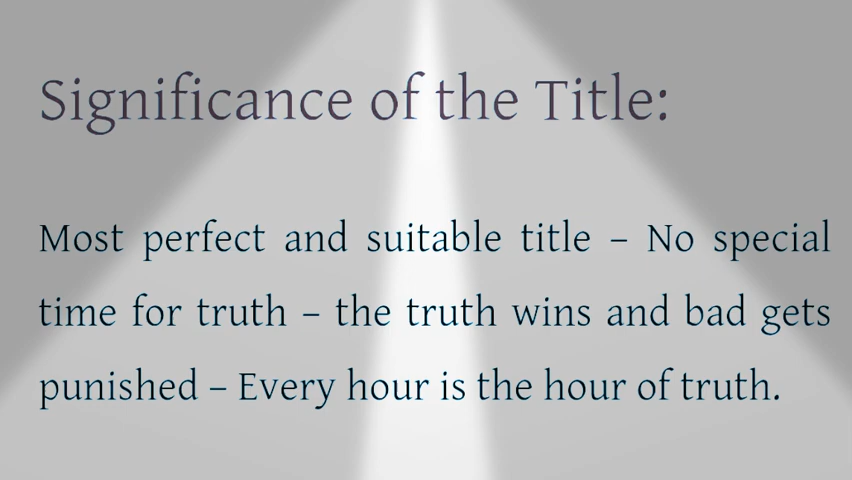 Significance of the Title:
Most perfect and suitable title – No special
time for truth – the truth wins and bad gets
punished – Every hour is the hour of truth.